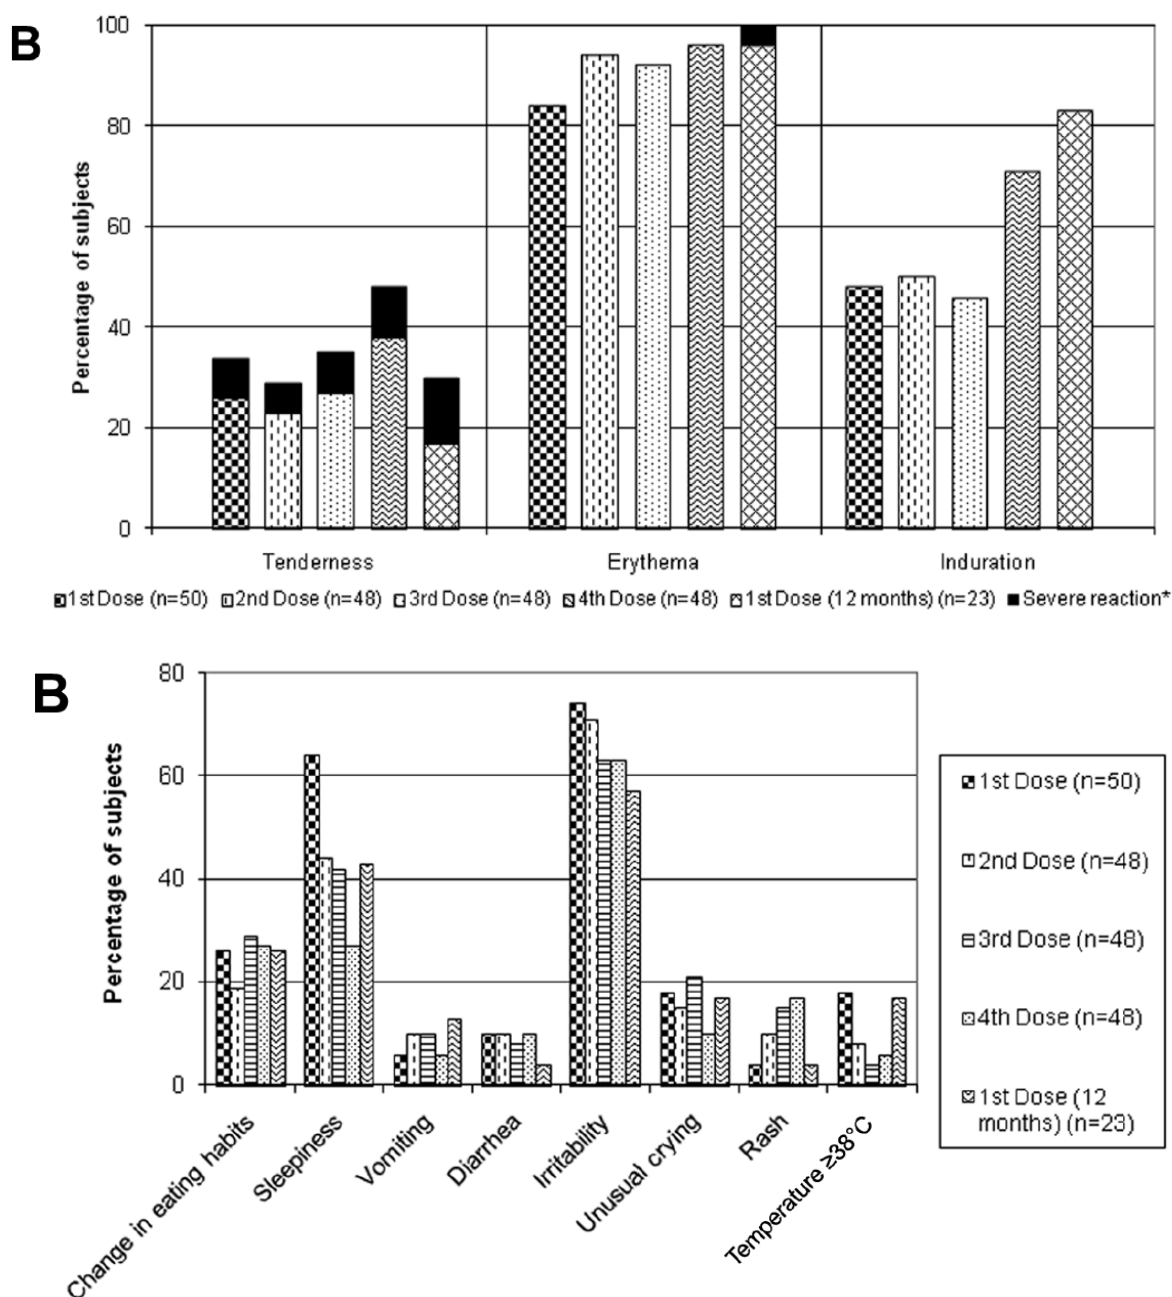 B
Percentage of subjects
100
80
60
40
20
0
Tenderness Erythema Induration
1st Dose (n=50) 2nd Dose (n=48) 3rd Dose (n=48) 4th Dose (n=48) 1st Dose (12 months) (n=23) Severe reaction*
B
Percentage of subjects
80
60
40
20
0
Change in eating habits
Sleepiness
Vomiting
Diarrhea
Irritability
Unusual crying
Rash
Temperature ≥38°C
1st Dose (n=50)
2nd Dose (n=48)
3rd Dose (n=48)
4th Dose (n=48)
1st Dose (12
months) (n=23)